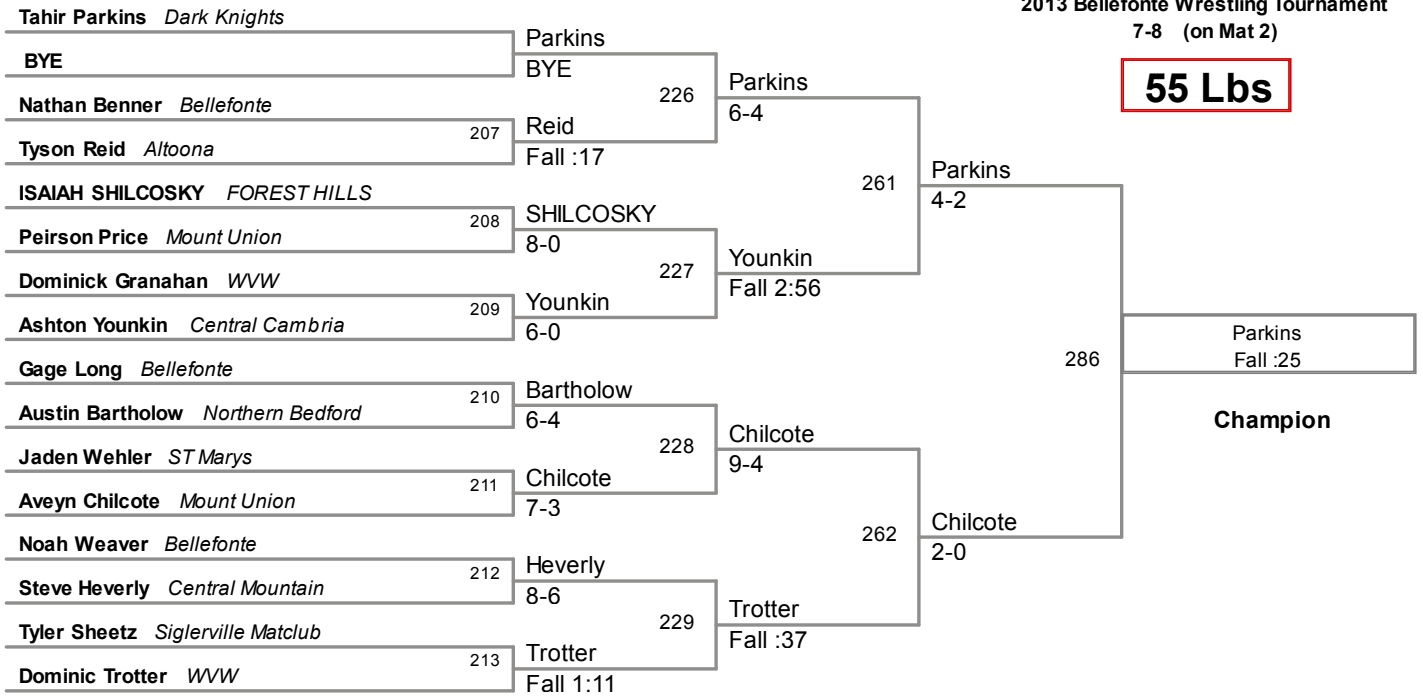 2013 Bellefonte Wrestling Tournament
7-8 (on Mat 2)
55 Lbs
Tahir Parkins Dark Knights
BYE
Nathan Benner Bellefonte
Tyson Reid Altoona
ISAIAH SHILCOSKY FOREST HILLS
Peirson Price Mount Union
Dominick Granahan WVW
Ashton Younkin Central Cambria
Gage Long Bellefonte
Austin Bartholow Northern Bedford
Jaden Wehler ST Marys
Aveyn Chilcote Mount Union
Noah Weaver Bellefonte
Steve Heverly Central Mountain
Tyler Sheetz Siglerville Matclub
Dominic Trotter WVW
207
208
209
210
211
212
213
Parkins
BYE
Reid
Fall :17
SHILCOSKY
8-0
Younkin
6-0
Bartholow
6-4
Chilcote
7-3
Heverly
8-6
Trotter
Fall 1:11
226
227
228
229
Parkins
6-4
Younkin
Fall 2:56
Chilcote
9-4
Trotter
Fall :37
261
262
Parkins
4-2
Chilcote
2-0
286
Parkins
Fall :25
Champion